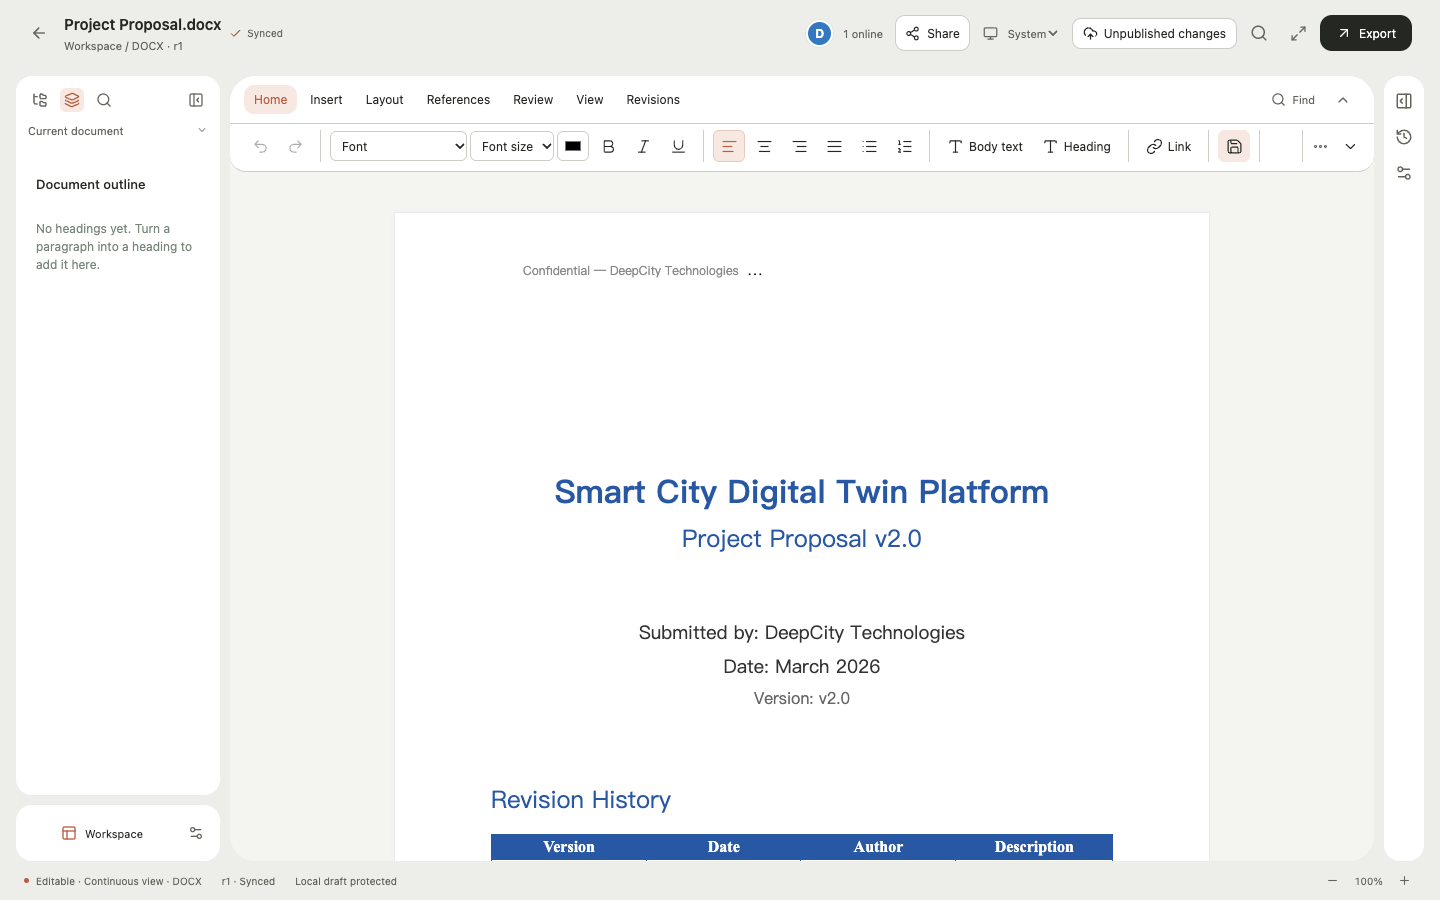 Project Proposal.docx
Synced
Workspace / DOCX · r1
D
1 online
Share
System
Unpublished changes
Export
Current document
Document outline
No headings yet. Turn a
paragraph into a heading to
add it here.
Workspace
Home
Insert
Layout
References
Review
View
Revisions
Find
Font
Font size
B
I
U
Body text
Heading
Link
Confidential — DeepCity Technologies ...
Smart City Digital Twin Platform
Project Proposal v2.0
Submitted by: DeepCity Technologies
Date: March 2026
Version: v2.0
Revision History
Version Date Author Description
Editable · Continuous view · DOCX
r1 · Synced
Local draft protected
100%